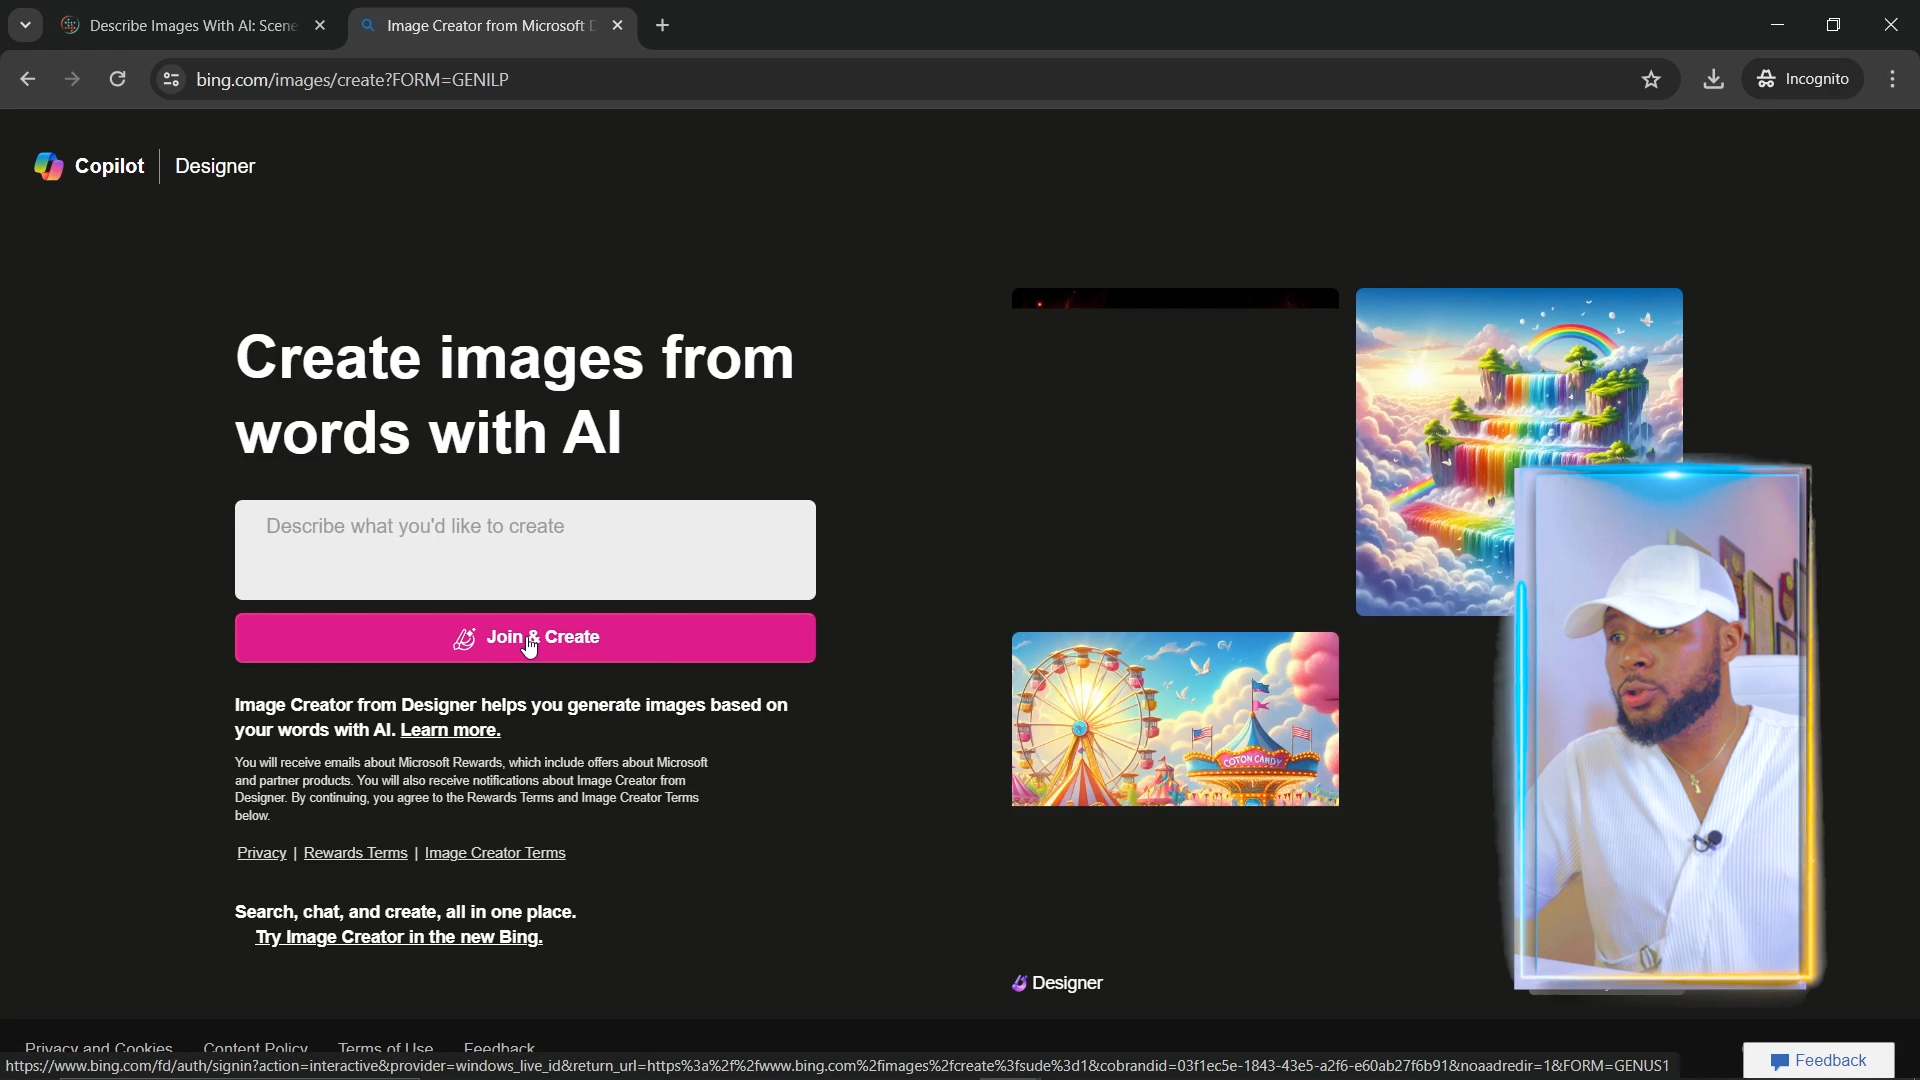 Describe Images With AI: Scene
Image Creator from Microsoft D
bing.com/images/create?FORM=GENILP
Incognito
Copilot
Designer
Create images from
words with AI
Describe what you'd like to create
Join & Create
Image Creator from Designer helps you generate images based on
your words with AI. Learn more.
You will receive emails about Microsoft Rewards, which include offers about Microsoft
and partner products. You will also receive notifications about Image Creator from
Designer. By continuing, you agree to the Rewards Terms and Image Creator Terms
below.
Privacy | Rewards Terms | Image Creator Terms
Search, chat, and create, all in one place.
Try Image Creator in the new Bing.
COTON CANDY
Designer
Privacy and Cookies
Content Policy
Terms of Use
Feedback
https://www.bing.com/fd/auth/signin?action=interactive&provider=windows_live_id&return_url=https%3a%2f%2fwww.bing.com%2fimages%2fcreate%3fsude%3d1&cobrandid=03f1ec5e-1843-43e5-a2f6-e60ab27f6b91&noaadredir=1&FORM=GENUS1
Feedback